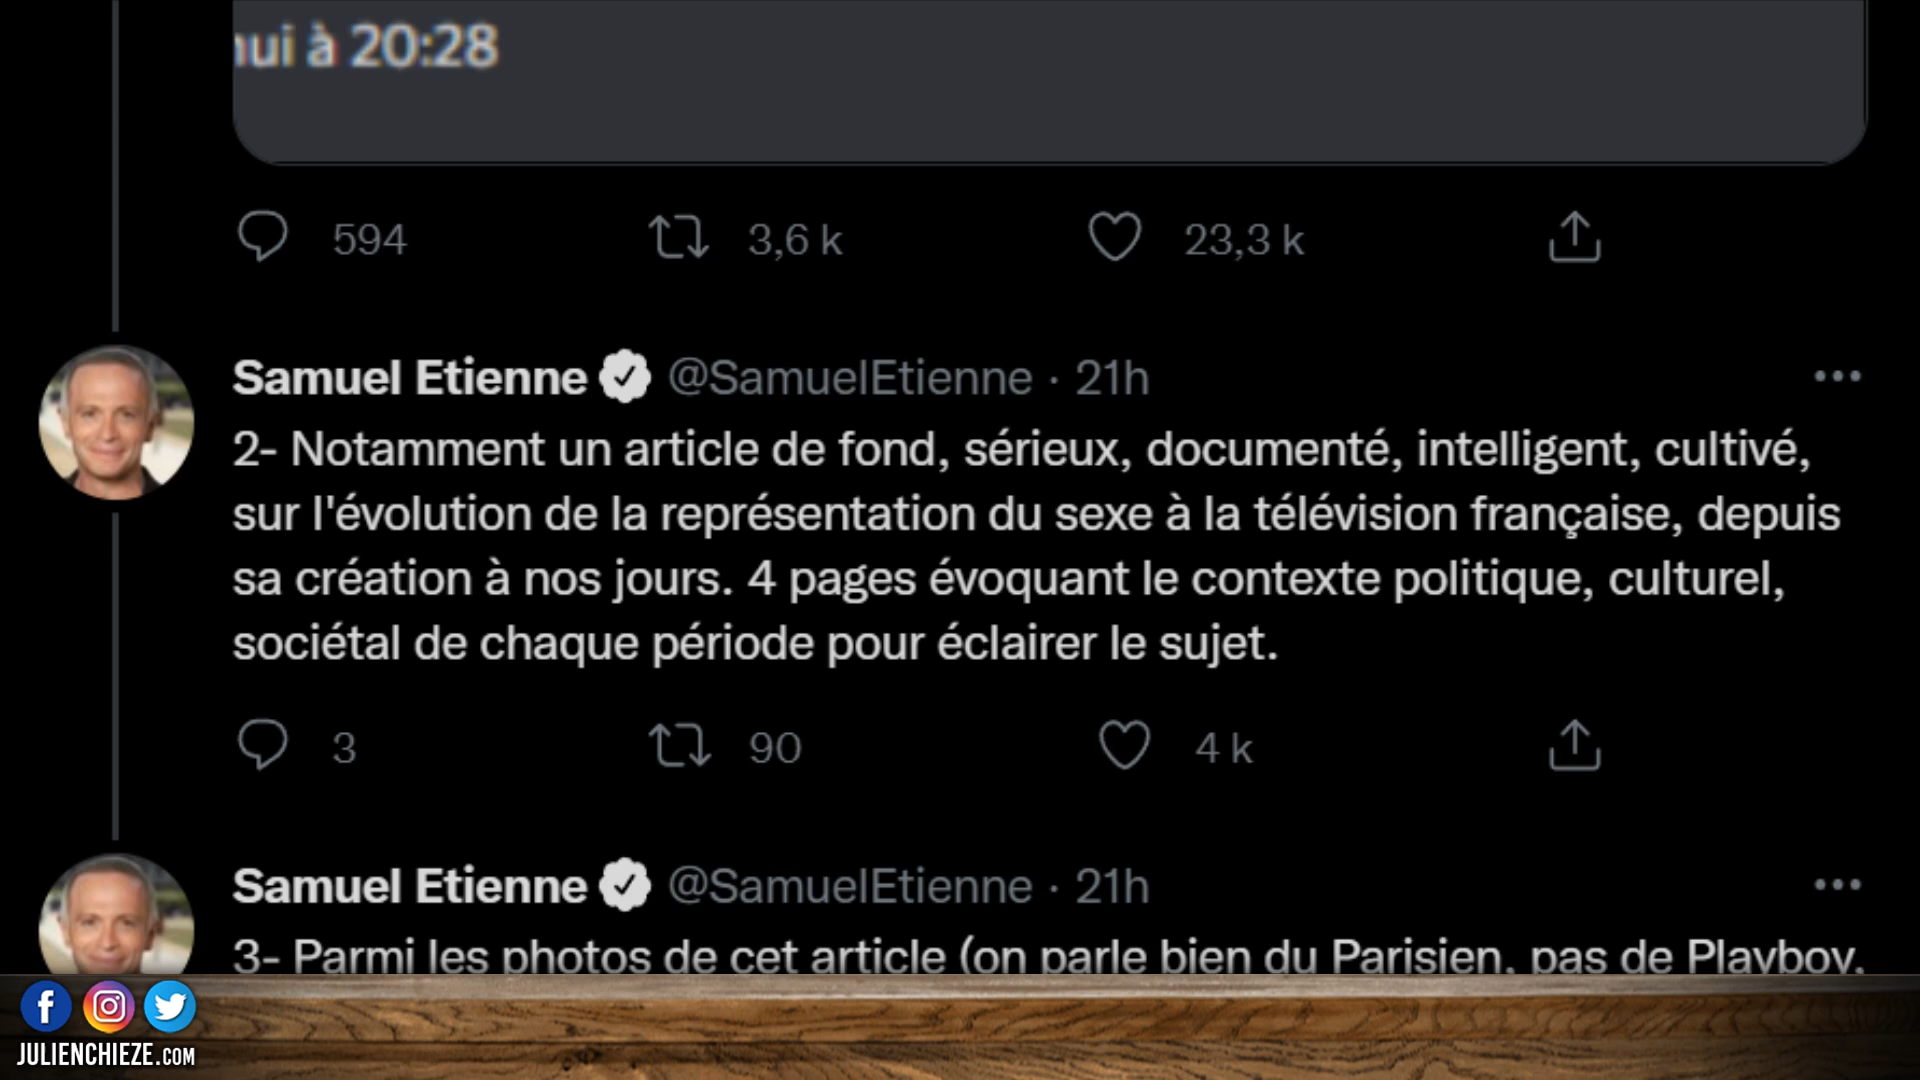 à 20:28
594 3,6 k 23,3 k
Samuel Etienne @SamuelEtienne · 21h
2- Notamment un article de fond, sérieux, documenté, intelligent, cultivé,
sur l'évolution de la représentation du sexe à la télévision française, depuis
sa création à nos jours. 4 pages évoquant le contexte politique, culturel,
sociétal de chaque période pour éclairer le sujet.
3 90 4 k
Samuel Etienne @SamuelEtienne · 21h
3- Parmi les photos de cet article (on parle bien du Parisien, pas de Playboy,
JULIENCHIEZE.COM